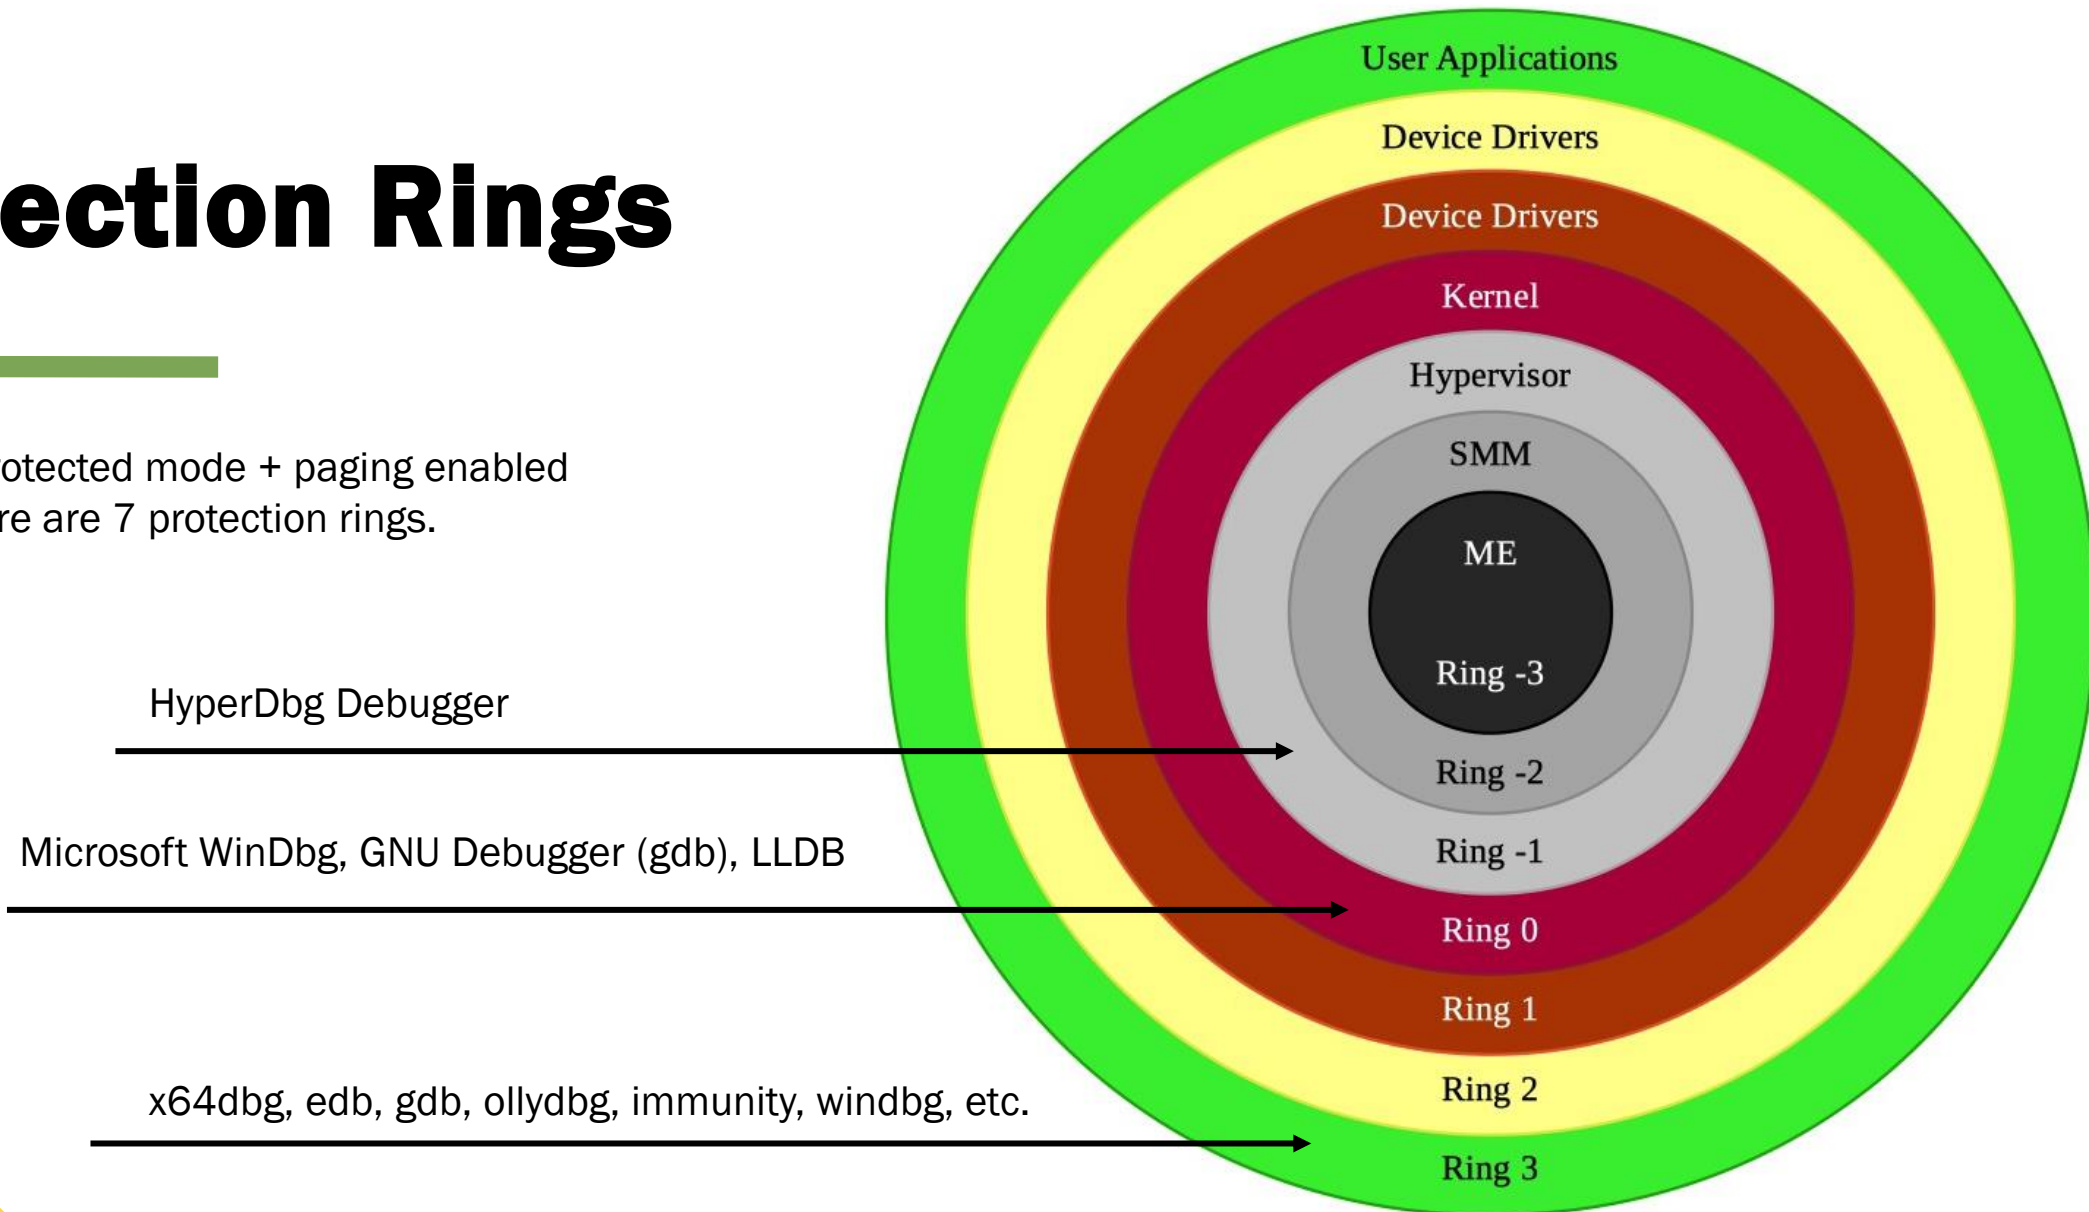 ection Rings
otected mode + paging enabled
re are 7 protection rings.
HyperDbg Debugger
Microsoft WinDbg, GNU Debugger (gdb), LLDB
x64dbg, edb, gdb, ollydbg, immunity, windbg, etc.
User Applications
Device Drivers
Device Drivers
Kernel
Hypervisor
SMM
ME
Ring -3
Ring -2
Ring -1
Ring 0
Ring 1
Ring 2
Ring 3